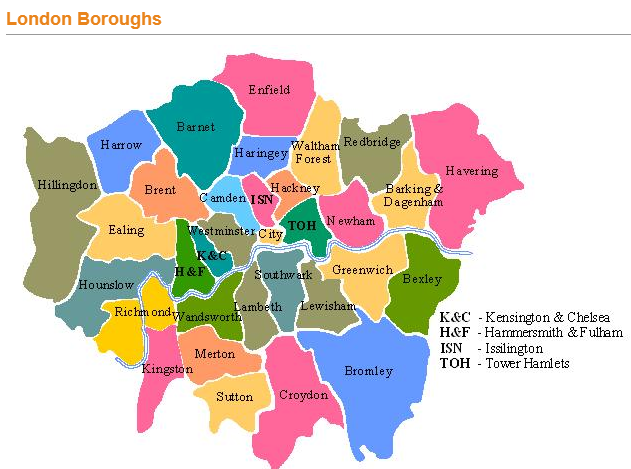 London Boroughs
Enfield
Barnet
Harrow
Haringey
Waltham
Forest
Redbridge
Havering
Hillingdon
Brent
Camden
ISN
Hackney
Barking &
Dagenham
Ealing
Westminster
City
TOH
Newham
K&C
H&F
Hounslow
Southwark
Greenwich
Bexley
Richmond
Wandsworth
Lambeth
Lewisham
K&C - Kensington & Chelsea
H&F - Hammersmith & Fulham
ISN - Issilington
TOH - Tower Hamlets
Merton
Kingston
Bromley
Sutton
Croydon